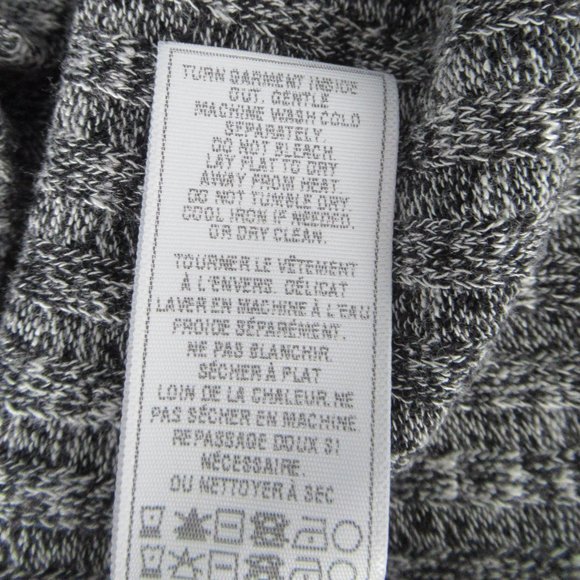 TURN GARMENT INSIDE
OUT. GENTLE
MACHINE WASH COLD
SEPARATELY.
DO NOT BLEACH.
LAY FLAT TO DRY
AWAY FROM HEAT.
DO NOT TUMBLE DRY.
COOL IRON IF NEEDED.
OR DRY CLEAN.
TOURNER LE VÊTEMENT
À L'ENVERS. DÉLICAT
LAVER EN MACHINE À L'EAU
FROIDE SÉPARÉMENT.
NE PAS BLANCHIR.
SÉCHER À PLAT
LOIN DE LA CHALEUR. NE
PAS SÉCHER EN MACHINE
REPASSAGE DOUX SI
NÉCESSAIRE.
OU NETTOYER À SEC